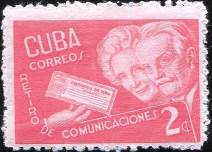 CUBA
CORREOS
RETIRO DE COMUNICACIONES
2¢